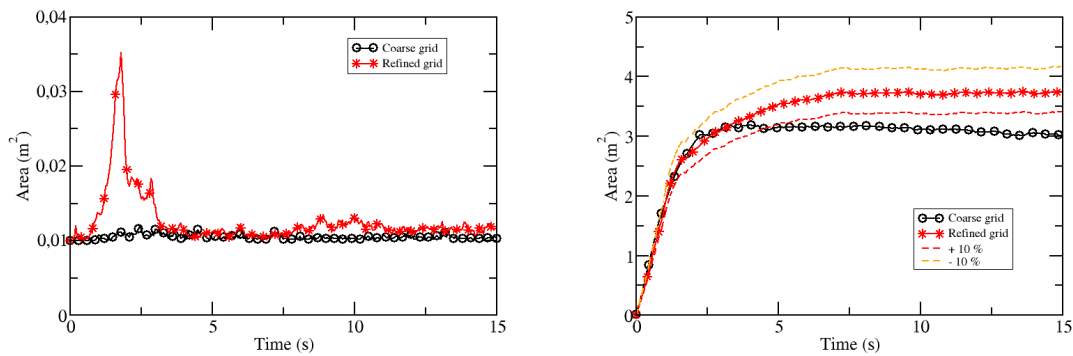 0,04
0,03
0,02
0,01
0
Area (m²)
0 5 10 15
Time (s)
Coarse grid
Refined grid
5
4
3
2
1
0
Area (m²)
0 5 10 15
Time (s)
Coarse grid
Refined grid
+ 10 %
- 10 %